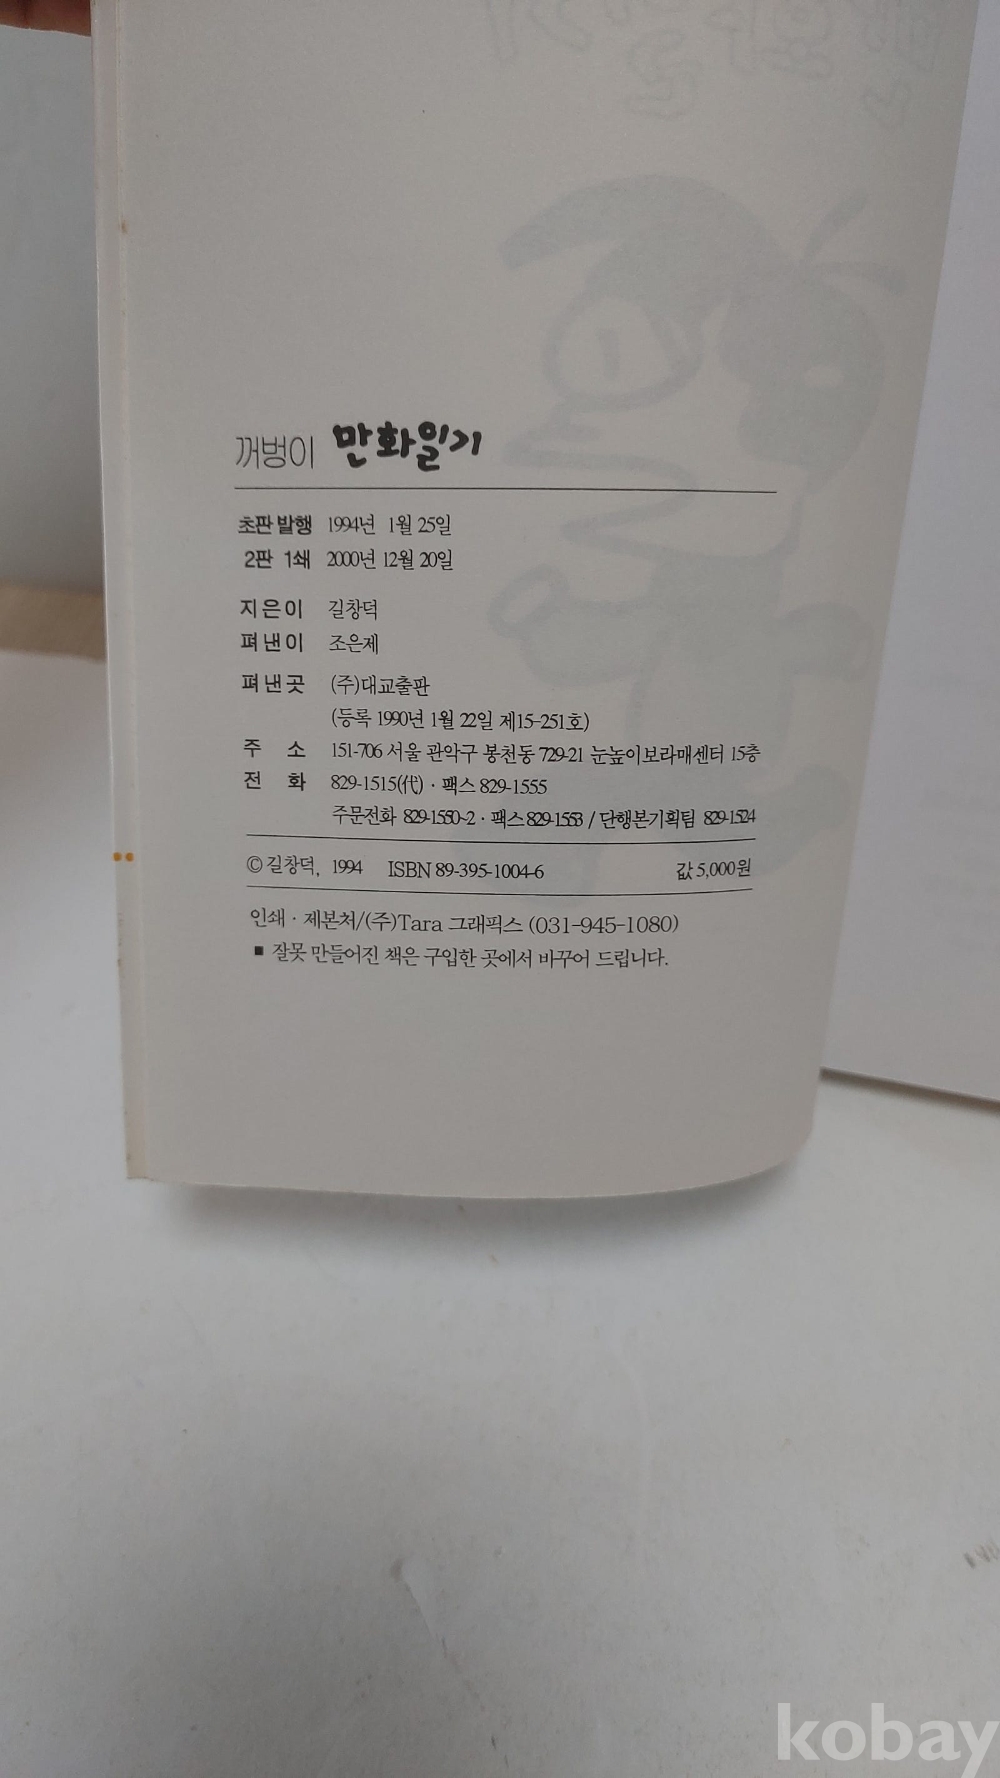 꺼벙이 만화일기
초판발행 1994년 1월 25일
2판 1쇄 2000년 12월 20일
지은이 길창덕
펴낸이 조은제
펴낸곳 (주)대교출판
(등록 1990년 1월 22일 제15-251호)
주 소 151-706 서울 관악구 봉천동 729-21 눈높이보라매센터 15층
전 화 829-1515(代) · 팩스 829-1555
주문전화 829-1550~2 · 팩스 829-1553 / 단행본기획팀 829-1524
© 길창덕, 1994 ISBN 89-395-1004-6 값 5,000원
인쇄 · 제본처/(주)Tara 그래픽스 (031-945-1080)
■ 잘못 만들어진 책은 구입한 곳에서 바꾸어 드립니다.
kobay